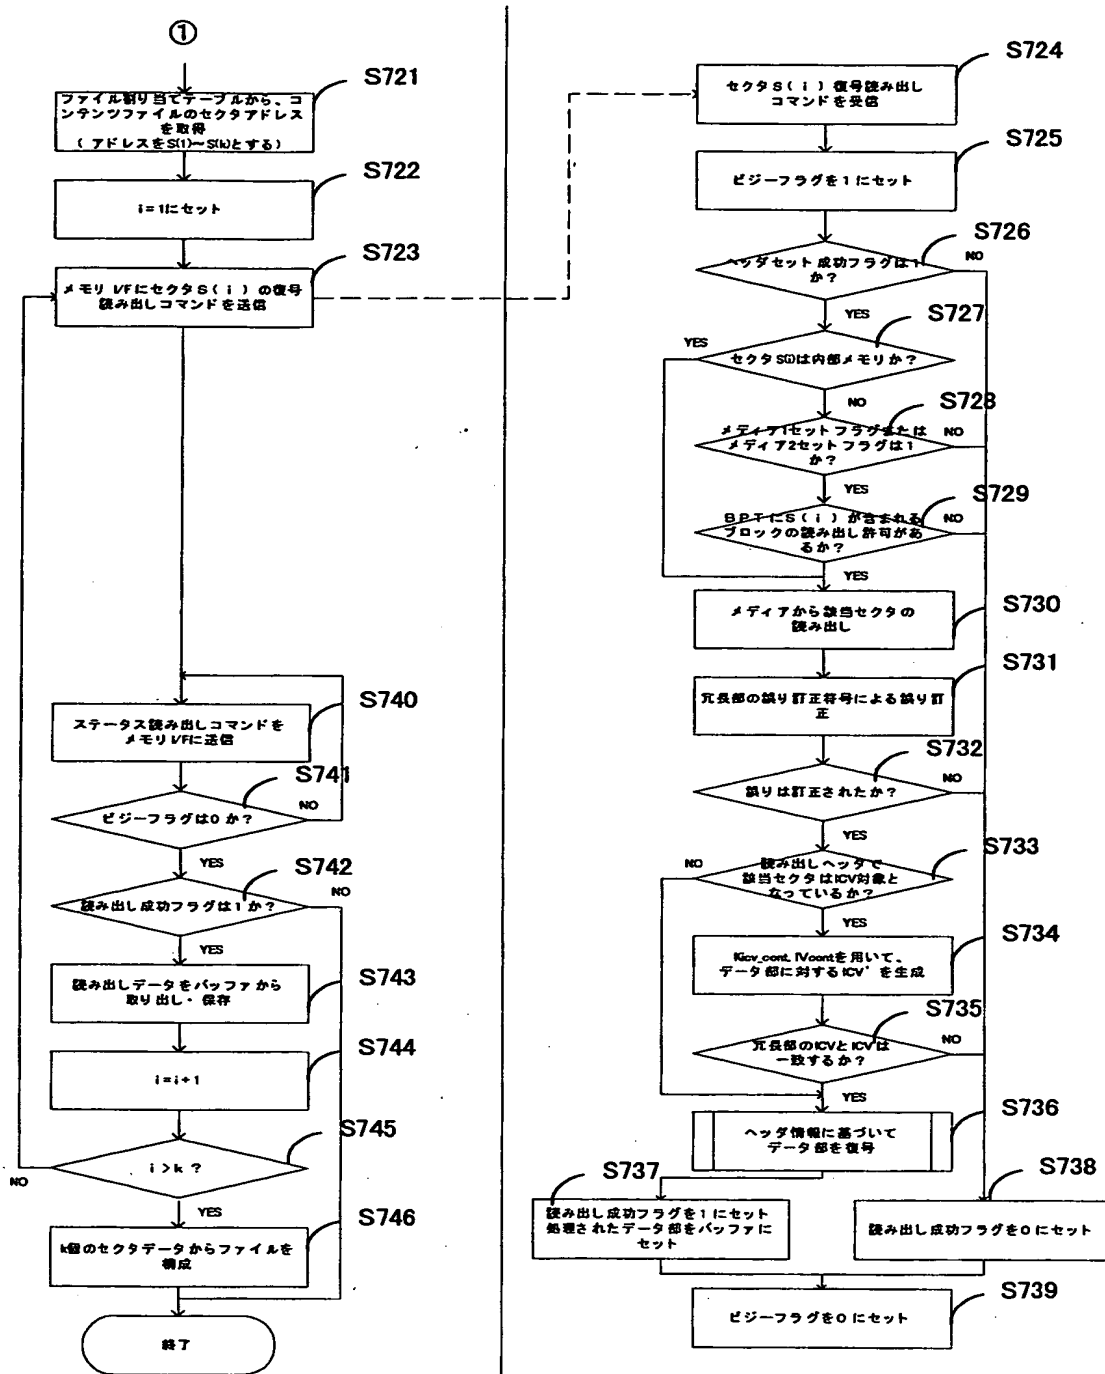 ①
S721
ファイル割り当てテーブルから、コ
ンテンツファイルのセクタアドレス
を取得
(アドレスをS(1)~S(k)とする)
S722
i=1にセット
S723
メモリI/FにセクタS(i)の復号
読み出しコマンドを送信
S740
ステータス読み出しコマンドを
メモリI/Fに送信
S741
ビジーフラグは0か?
NO
YES
S742
読み出し成功フラグは1か?
NO
YES
S743
読み出しデータをバッファから
取り出し・保存
S744
i=i+1
S745
i>k?
NO
YES
S746
k個のセクタデータからファイルを
構成
終了
S724
セクタS(i)復号読み出し
コマンドを受信
S725
ビジーフラグを1にセット
S726
ヘッダセット成功フラグは1
か?
NO
YES
S727
セクタS(i)は内部メモリか?
YES
NO
S728
メディア1セットフラグまたは
メディア2セットフラグは1
か?
NO
YES
S729
BPTにS(i)が含まれる
ブロックの読み出し許可があ
るか?
NO
YES
S730
メディアから該当セクタの
読み出し
S731
冗長部の誤り訂正符号による誤り訂
正
S732
誤りは訂正されたか?
NO
YES
S733
読み出しヘッダで
該当セクタはICV対象と
なっているか?
NO
YES
S734
Kicv_cont、IVcontを用いて、
データ部に対するICV'を生成
S735
冗長部のICVとICV'は
一致するか?
NO
YES
S736
ヘッダ情報に基づいて
データ部を復号
S737
読み出し成功フラグを1にセット
処理されたデータ部をバッファに
セット
S738
読み出し成功フラグを0にセット
S739
ビジーフラグを0にセット